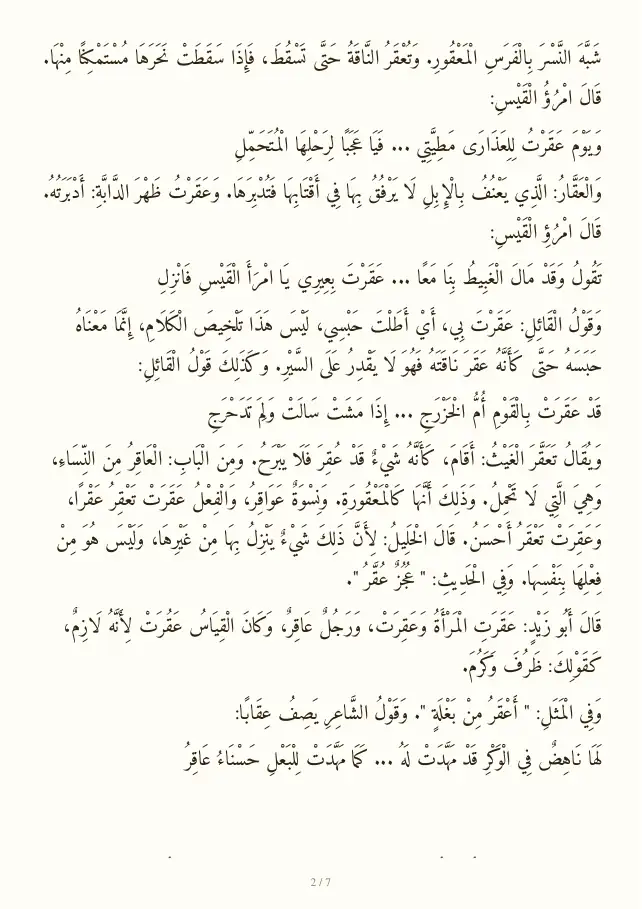 شَبَّهَ النَّسْرَ بِالْفَرَسِ الْمَعْقُورِ. وَتُعْقَرُ النَّاقَةُ حَتَّى تَسْقُطَ، فَإِذَا سَقَطَتْ نَحَرَهَا مُسْتَمْكِنًا مِنْهَا.
قَالَ امْرُؤُ الْقَيْسِ:
وَيَوْمَ عَقَرْتُ لِلْعَذَارَى مَطِيَّتِي ... فَيَا عَجَبًا لِرَحْلِهَا الْمُتَحَمَّلِ
وَالْعَقَّارُ: الَّذِي يَعْنُفُ بِالْإِبِلِ لَا يَرْفُقُ بِهَا فِي أَقْتَابِهَا فَتُدْبِرَهَا. وَعَقَرْتُ ظَهْرَ الدَّابَّةِ: أَدْبَرَتُهُ.
قَالَ امْرُؤِ الْقَيْسِ:
تَقُولُ وَقَدْ مَالَ الْغَبِيطُ بِنَا مَعًا ... عَقَرْتَ بِعِيرِي يَا امْرَأَ الْقَيْسِ فَانْزِلِ
وَقَوْلُ الْقَائِلِ: عَقَرْتَ بِي، أَيْ أَطَلْتَ حَبْسِي، لَيْسَ هَذَا تَلْخِيصَ الْكَلَامِ، إِنَّمَا مَعْنَاهُ
حَبَسَهُ حَتَّى كَأَنَّهُ عَقَرَ نَاقَتَهُ فَهُوَ لَا يَقْدِرُ عَلَى السَّيْرِ. وَكَذَلِكَ قَوْلُ الْقَائِلِ:
قَدْ عَقَرَتْ بِالْقَوْمِ أُمُّ الْخَزْرَجِ ... إِذَا مَشَتْ سَالَتْ وَلَمْ تَدَحْرَجِ
وَيُقَالُ تَعَقَّرَ الْغَيْثُ: أَقَامَ، كَأَنَّهُ شَيْءٌ قَدْ عُقِرَ فَلَا يَبْرَحُ. وَمِنَ الْبَابِ: الْعَاقِرُ مِنَ النِّسَاءِ،
وَهِيَ الَّتِي لَا تَحْمِلُ. وَذَلِكَ أَنَّهَا كَالْمَعْقُورَةِ. وَنِسْوَةٌ عَوَاقِرُ، وَالْفِعْلُ عَقَرَتْ تَعْقِرُ عَقْرًا،
وَعَقِرَتْ تَعْقَرُ أَحْسَنُ. قَالَ الْخَلِيلُ: لِأَنَّ ذَلِكَ شَيْءٌ يَنْزِلُ بِهَا مِنْ غَيْرِهَا، وَلَيْسَ هُوَ مِنْ
فِعْلِهَا بِنَفْسِهَا. وَفِي الْحَدِيثِ: " عُجُزٌ عُقَّرٌ ".
قَالَ أَبُو زَيْدٍ: عَقَرَتِ الْمَرْأَةُ وَعَقِرَتْ، وَرَجُلٌ عَاقِرٌ، وَكَانَ الْقِيَاسُ عَقُرَتْ لِأَنَّهُ لَازِمٌ،
كَقَوْلِكَ: ظَرُفَ وَكَرُمَ.
وَفِي الْمَثَلِ: " أَعْقَرُ مِنْ بَغْلَةٍ ". وَقَوْلُ الشَّاعِرِ يَصِفُ عِقَابًا:
لَهَا نَاهِضٌ فِي الْوَكْرِ قَدْ مَهَّدَتْ لَهُ ... كَمَا مَهَّدَتْ لِلْبَعْلِ حَسْنَاءُ عَاقِرُ
2 / 7